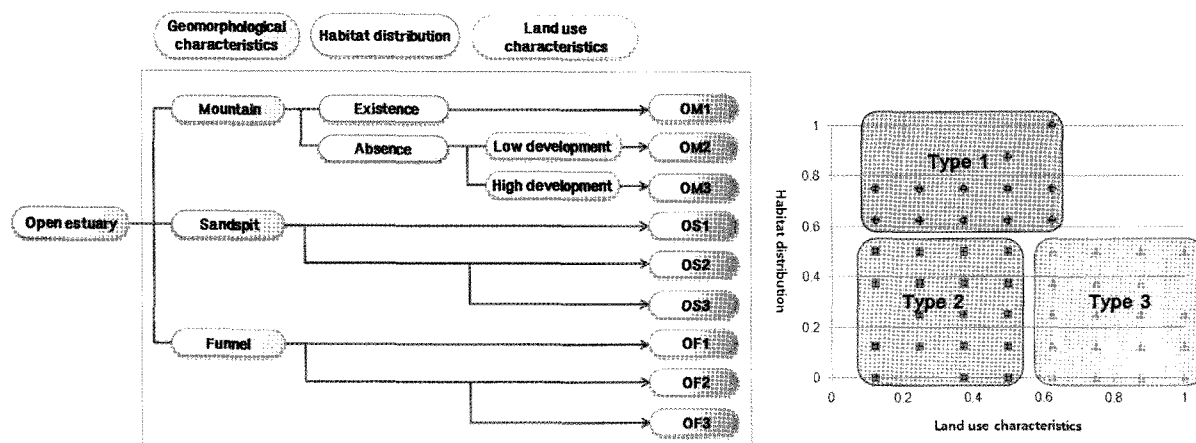 Geomorphological
characteristics
Habitat distribution
Land use
characteristics
Mountain
Existence
OM1
Absence
Low development
OM2
High development
OM3
Open estuary
Sandspit
OS1
OS2
OS3
Funnel
OF1
OF2
OF3
Habitat distribution
1
0.8
0.6
0.4
0.2
0
Type 1
Type 2
Type 3
0
0.2
0.4
0.6
0.8
1
Land use characteristics